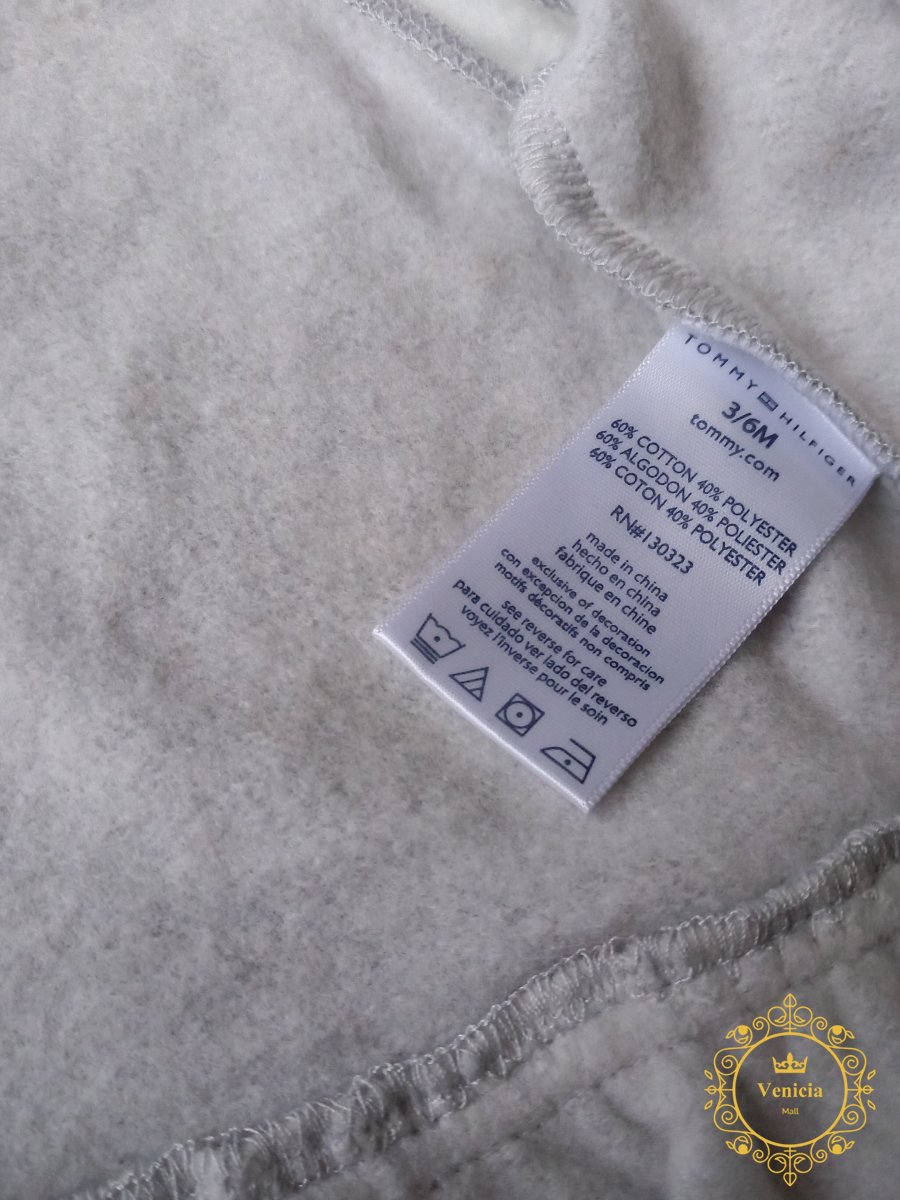 TOMMY HILFIGER
3/6M
tommy.com
60% COTTON 40% POLYESTER
60% ALGODON 40% POLIESTER
60% COTON 40% POLYESTER
RN#130323
made in china
hecho en china
fabrique en chine
exclusive of decoration
con excepcion de la decoracion
motifs décoratifs non compris
see reverse for care
para cuidado ver lado del reverso
voyez l'inverse pour le soin
Venicia
Mall